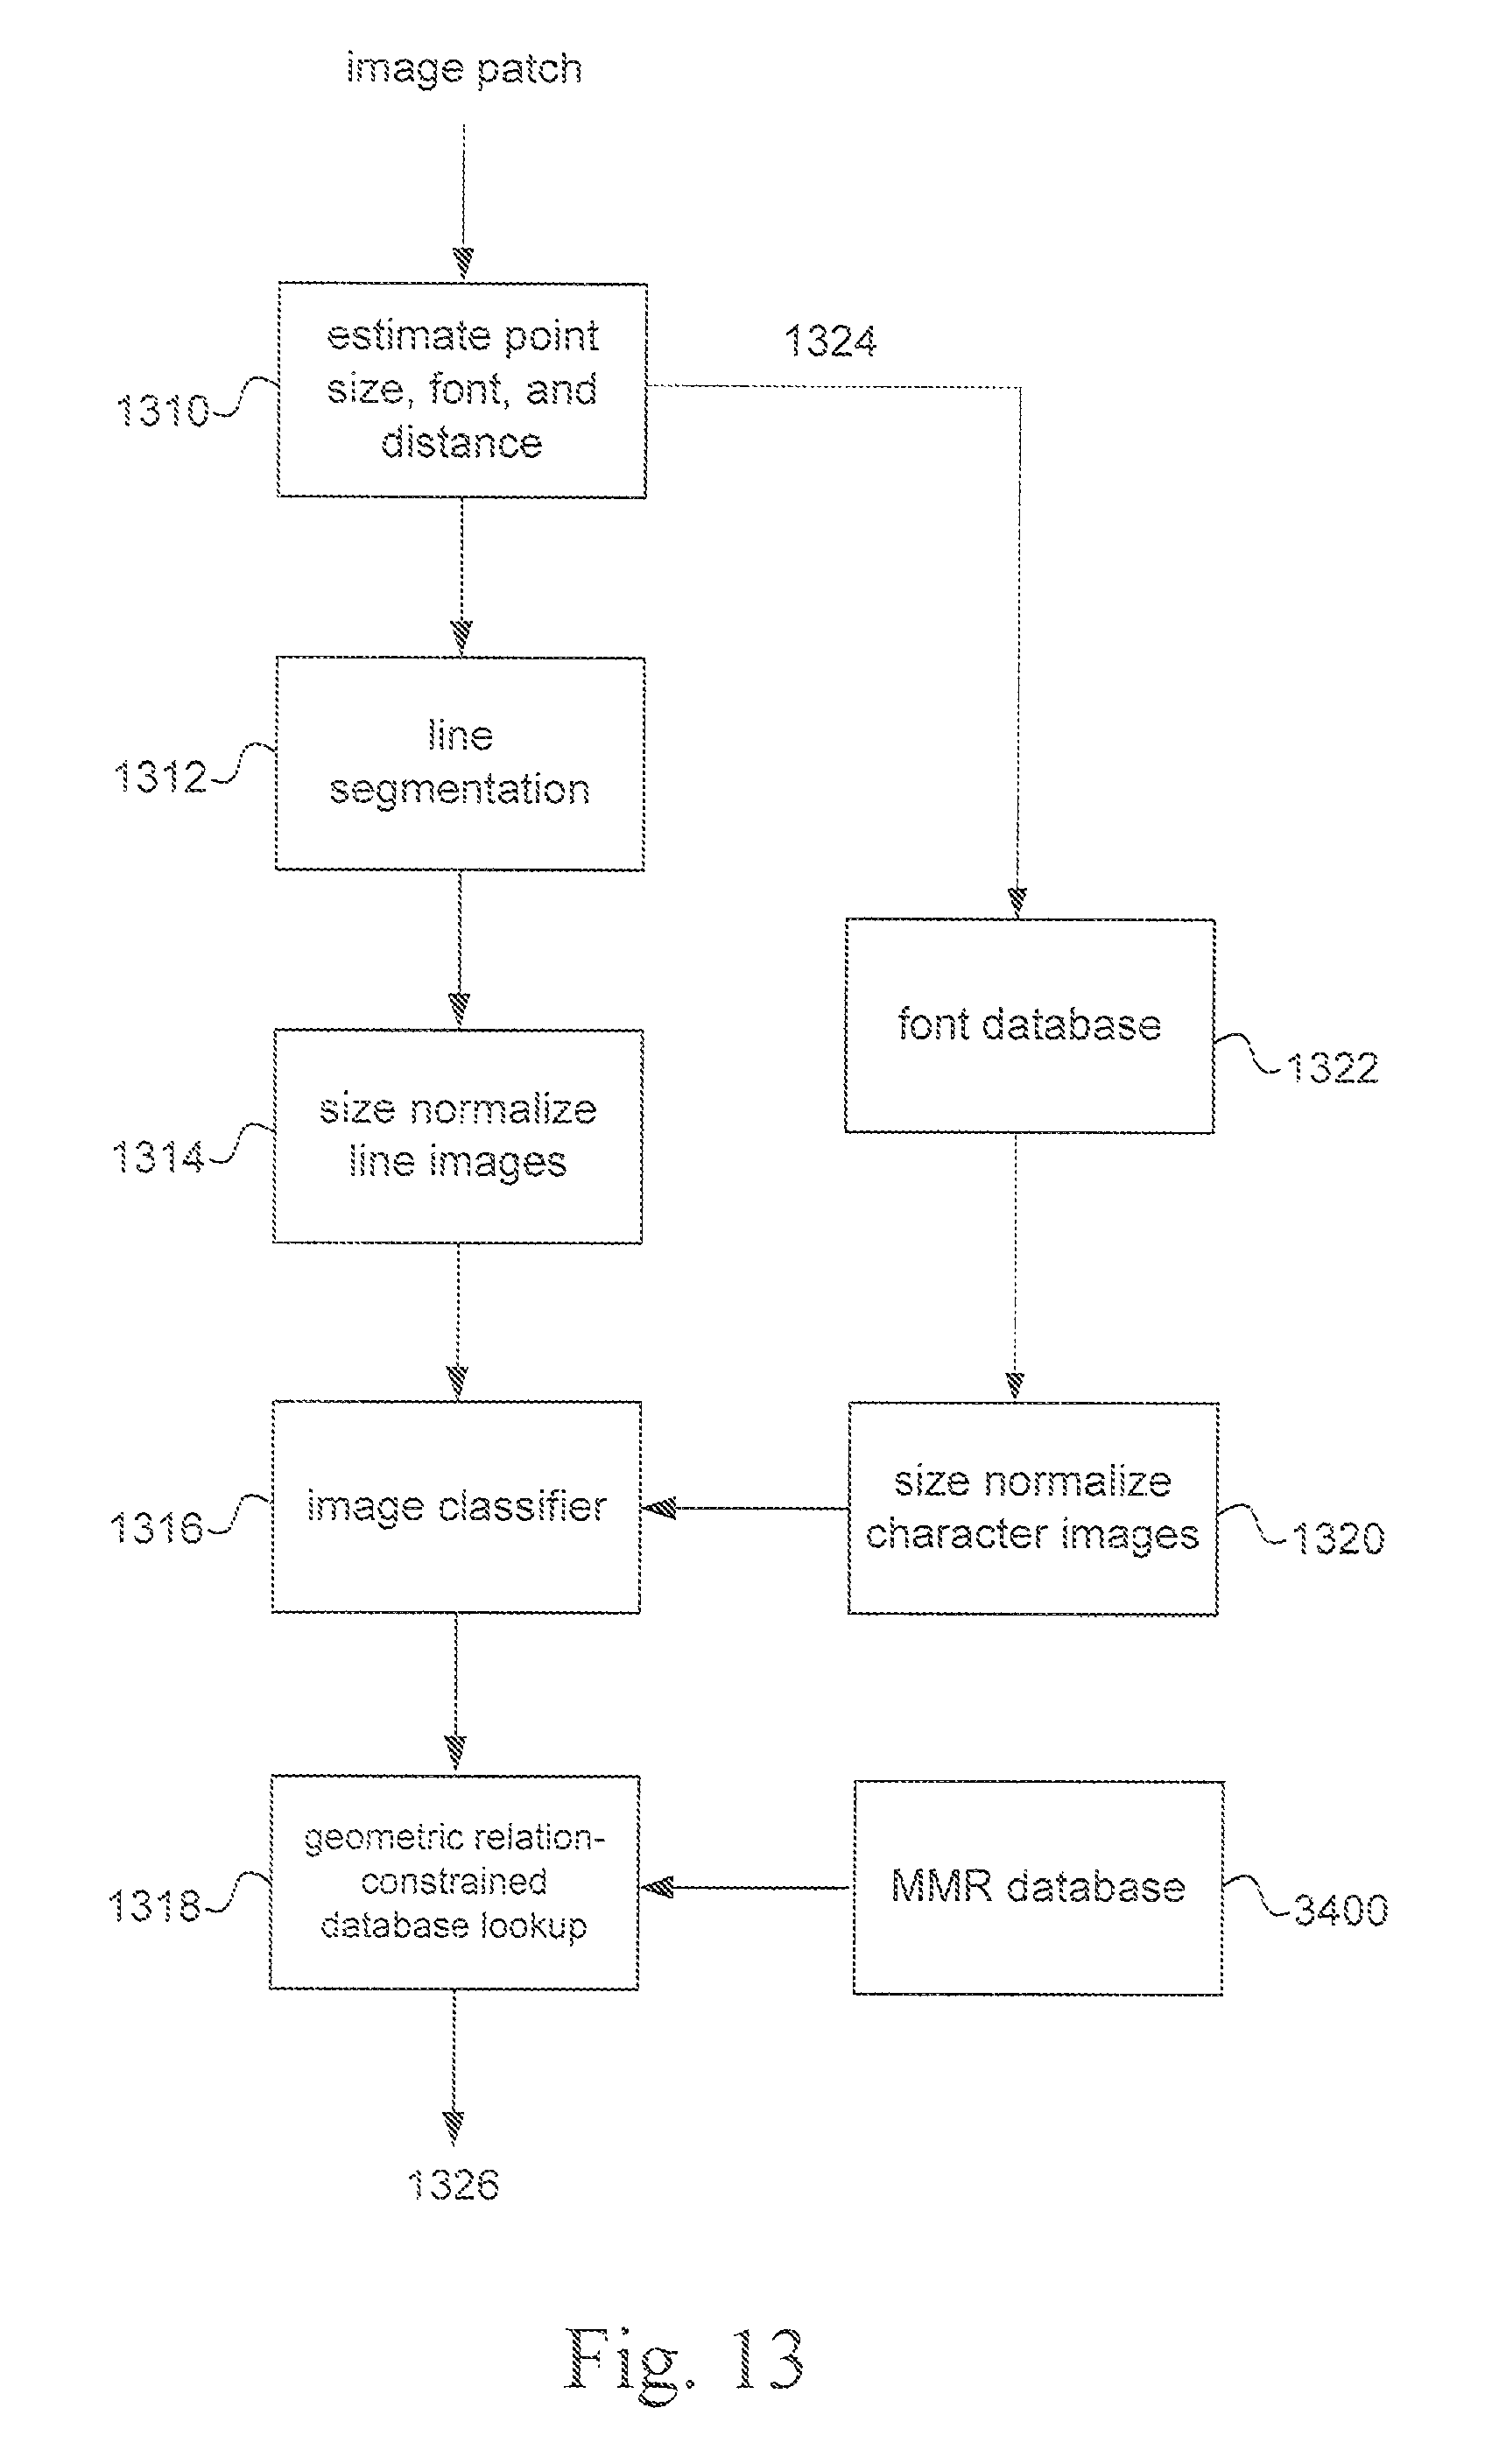 image patch
estimate point
size, font, and
distance
1324
1310
line
segmentation
1312
font database
1322
size normalize
line images
1314
image classifier
1316
size normalize
character images
1320
geometric relation-
constrained
database lookup
1318
MMR database
3400
1326
Fig. 13